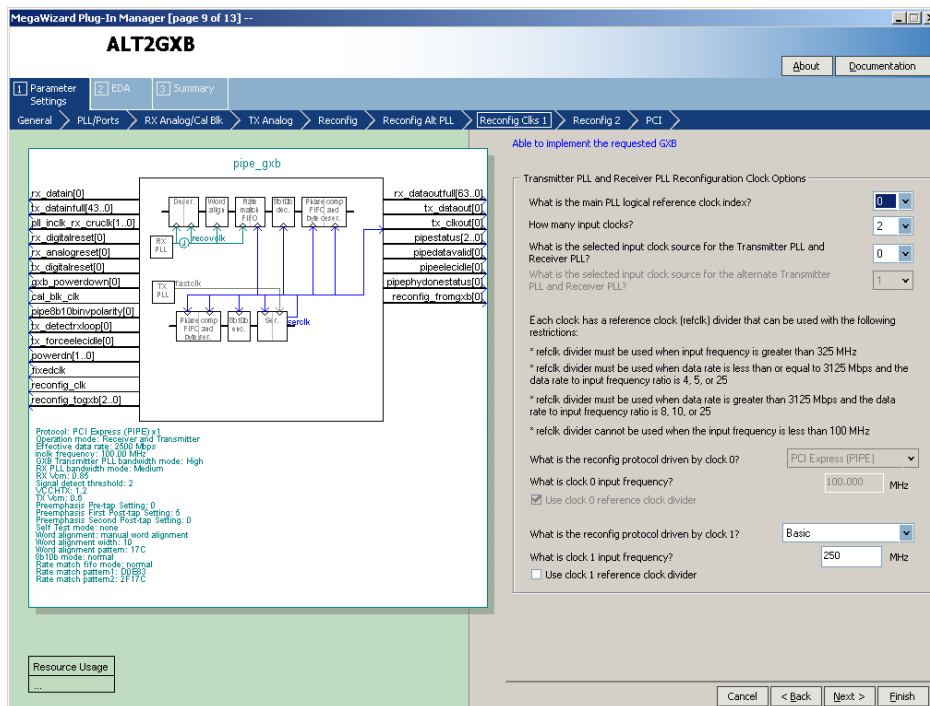 MegaWizard Plug-In Manager [page 9 of 13] --
ALT2GXB
About
Documentation
1 Parameter Settings
2 EDA
3 Summary
General
PLL/Ports
RX Analog/Cal Blk
TX Analog
Reconfig
Reconfig Alt PLL
Reconfig Clks 1
Reconfig 2
PCI
pipe_gxb
rx_datain[0]
tx_datainfull[43..0]
pll_inclk_rx_cruclk[1..0]
rx_digitalreset[0]
rx_analogreset[0]
tx_digitalreset[0]
gxb_powerdown[0]
cal_blk_clk
pipe8b10binvpolarity[0]
tx_detectrxloop[0]
tx_forceelecidle[0]
powerdn[1..0]
fixedclk
reconfig_clk
reconfig_togxb[2..0]
Deser.
Word align
Rate match FIFO
8b10b dec.
Phase comp FIFO and byte deser.
RX PLL
recovclk
TX PLL
fastclk
Phase comp FIFO and byte ser.
8b10b enc.
Ser.
serclk
rx_dataoutfull[63..0]
tx_dataout[0]
tx_clkout[0]
pipestatus[2..0]
pipedatavalid[0]
pipeelecidle[0]
pipephydonestatus[0]
reconfig_fromgxb[0]
Protocol: PCI Express (PIPE) x1
Operation mode: Receiver and Transmitter
Effective data rate: 2500 Mbps
inclk frequency: 100.00 MHz
GXB Transmitter PLL bandwidth mode: High
RX PLL bandwidth mode: Medium
RX Vcm: 0.85
Signal detect threshold: 2
VCCHTX: 1.2
TX Vcm: 0.6
Preemphasis Pre-tap Setting: 0
Preemphasis First Post-tap Setting: 5
Preemphasis Second Post-tap Setting: 0
Self Test mode: none
Word alignment: manual word alignment
Word alignment width: 10
Word alignment pattern: 17C
8b10b mode: normal
Rate match fifo mode: normal
Rate match pattern1: D0E83
Rate match pattern2: 2F17C
Resource Usage
...
Able to implement the requested GXB
Transmitter PLL and Receiver PLL Reconfiguration Clock Options
What is the main PLL logical reference clock index?
0
How many input clocks?
2
What is the selected input clock source for the Transmitter PLL and
Receiver PLL?
0
What is the selected input clock source for the alternate Transmitter
PLL and Receiver PLL?
1
Each clock has a reference clock (refclk) divider that can be used with the following
restrictions:
* refclk divider must be used when input frequency is greater than 325 MHz
* refclk divider must be used when data rate is less than or equal to 3125 Mbps and the
data rate to input frequency ratio is 4, 5, or 25
* refclk divider must be used when data rate is greater than 3125 Mbps and the data
rate to input frequency ratio is 8, 10, or 25
* refclk divider cannot be used when the input frequency is less than 100 MHz
What is the reconfig protocol driven by clock 0?
PCI Express (PIPE)
What is clock 0 input frequency?
100.000
MHz
Use clock 0 reference clock divider
What is the reconfig protocol driven by clock 1?
Basic
What is clock 1 input frequency?
250
MHz
Use clock 1 reference clock divider
Cancel
< Back
Next >
Finish